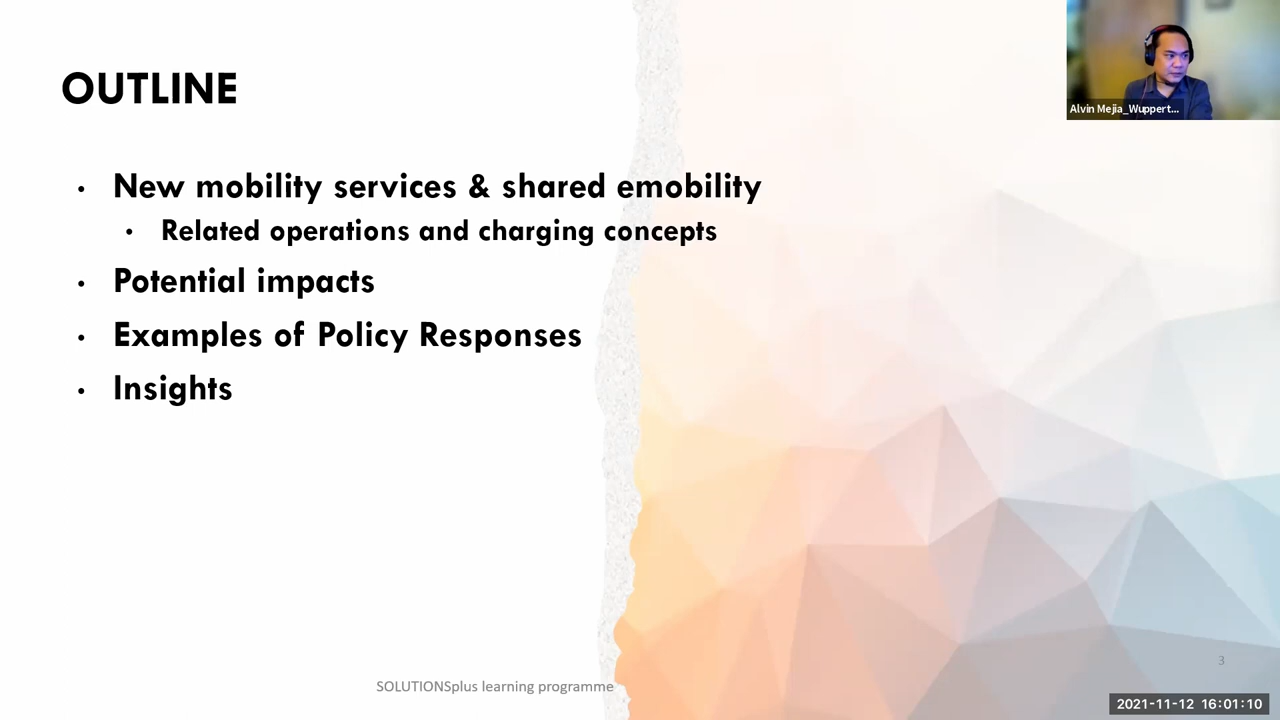 OUTLINE
Alvin Mejia_Wuppert...
• New mobility services & shared emobility
• Related operations and charging concepts
• Potential impacts
• Examples of Policy Responses
• Insights
3
SOLUTIONSplus learning programme
2021-11-12 16:01:10